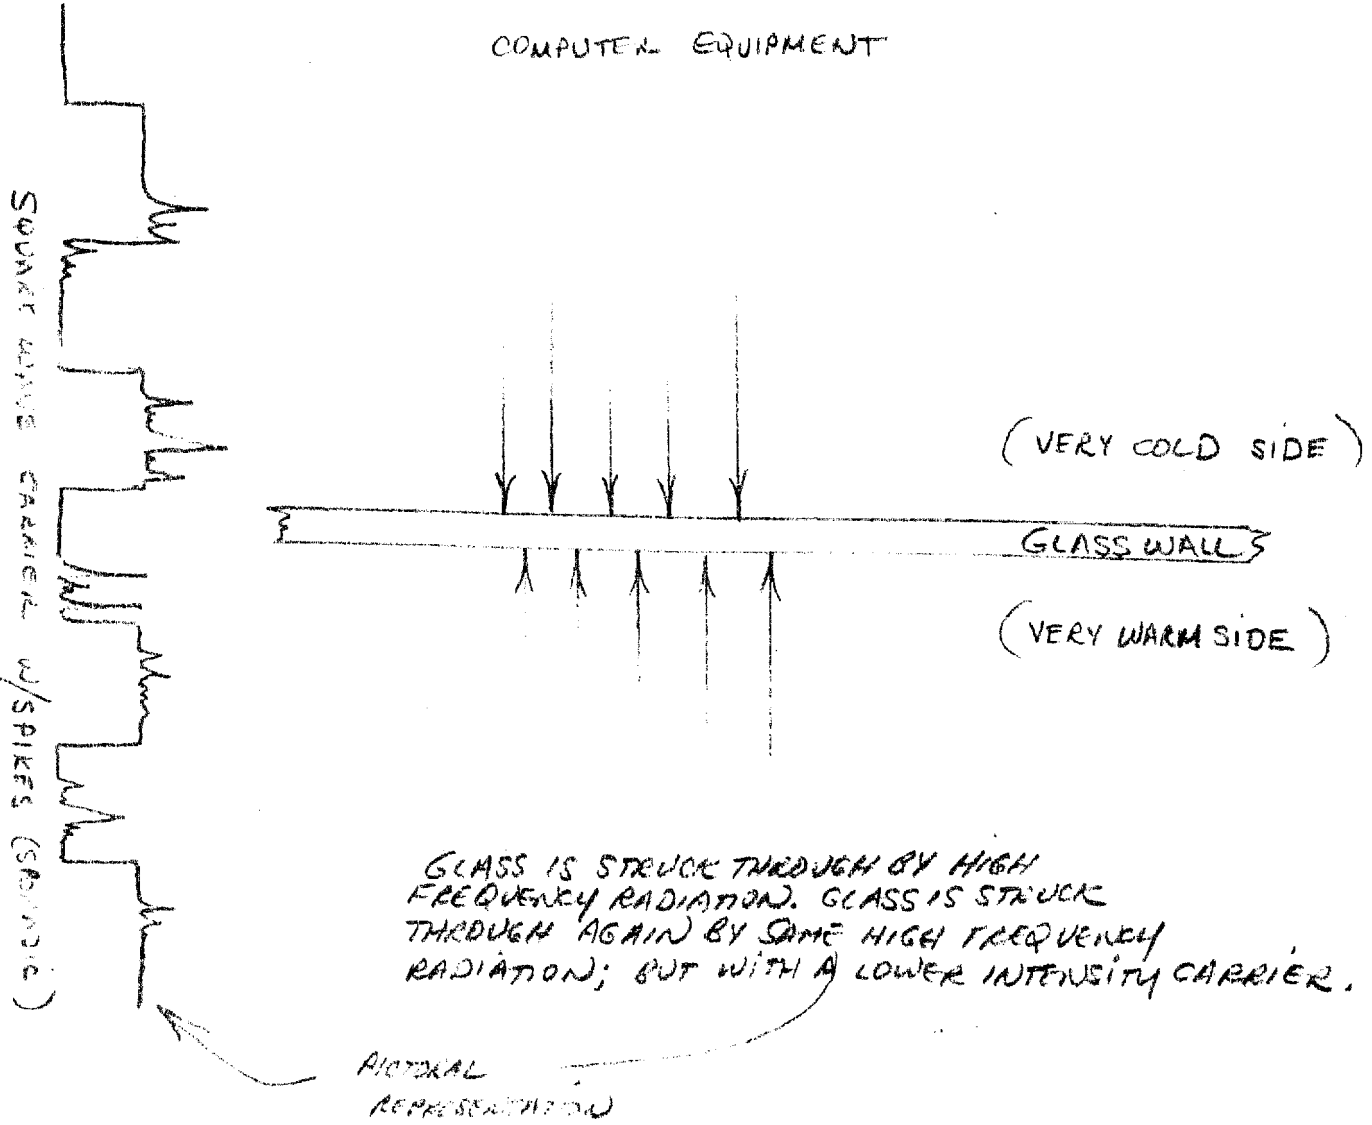 COMPUTER EQUIPMENT
SQUARE WAVE CARRIER W/SPIKES (SPORADIC)
(VERY COLD SIDE)
GLASS WALL
(VERY WARM SIDE)
GLASS IS STRUCK THROUGH BY HIGH
FREQUENCY RADIATION. GLASS IS STRUCK
THROUGH AGAIN BY SAME HIGH FREQUENCY
RADIATION; BUT WITH A LOWER INTENSITY CARRIER.
PICTORAL
REPRESENTATION